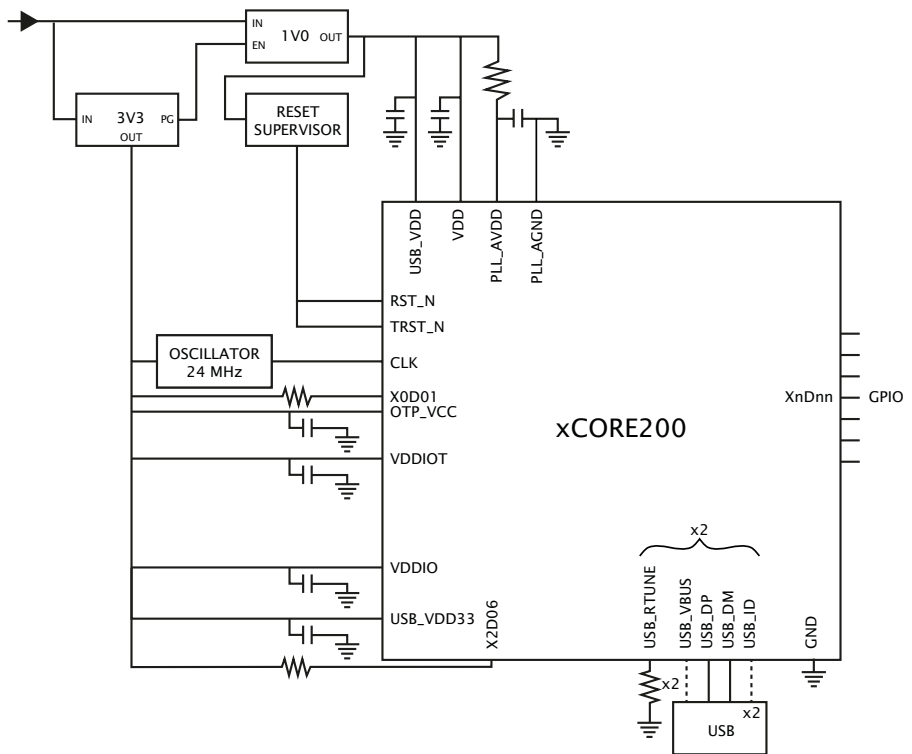 IN
1V0
OUT
EN
IN
3V3
PG
OUT
RESET
SUPERVISOR
USB_VDD
VDD
PLL_AVDD
PLL_AGND
RST_N
TRST_N
OSCILLATOR
24 MHz
CLK
X0D01
OTP_VCC
XnDnn
GPIO
xCORE200
VDDIOT
x2
VDDIO
USB_VDD33
X2D06
USB_RTUNE
USB_VBUS
USB_DP
USB_DM
USB_ID
GND
x2
x2
USB